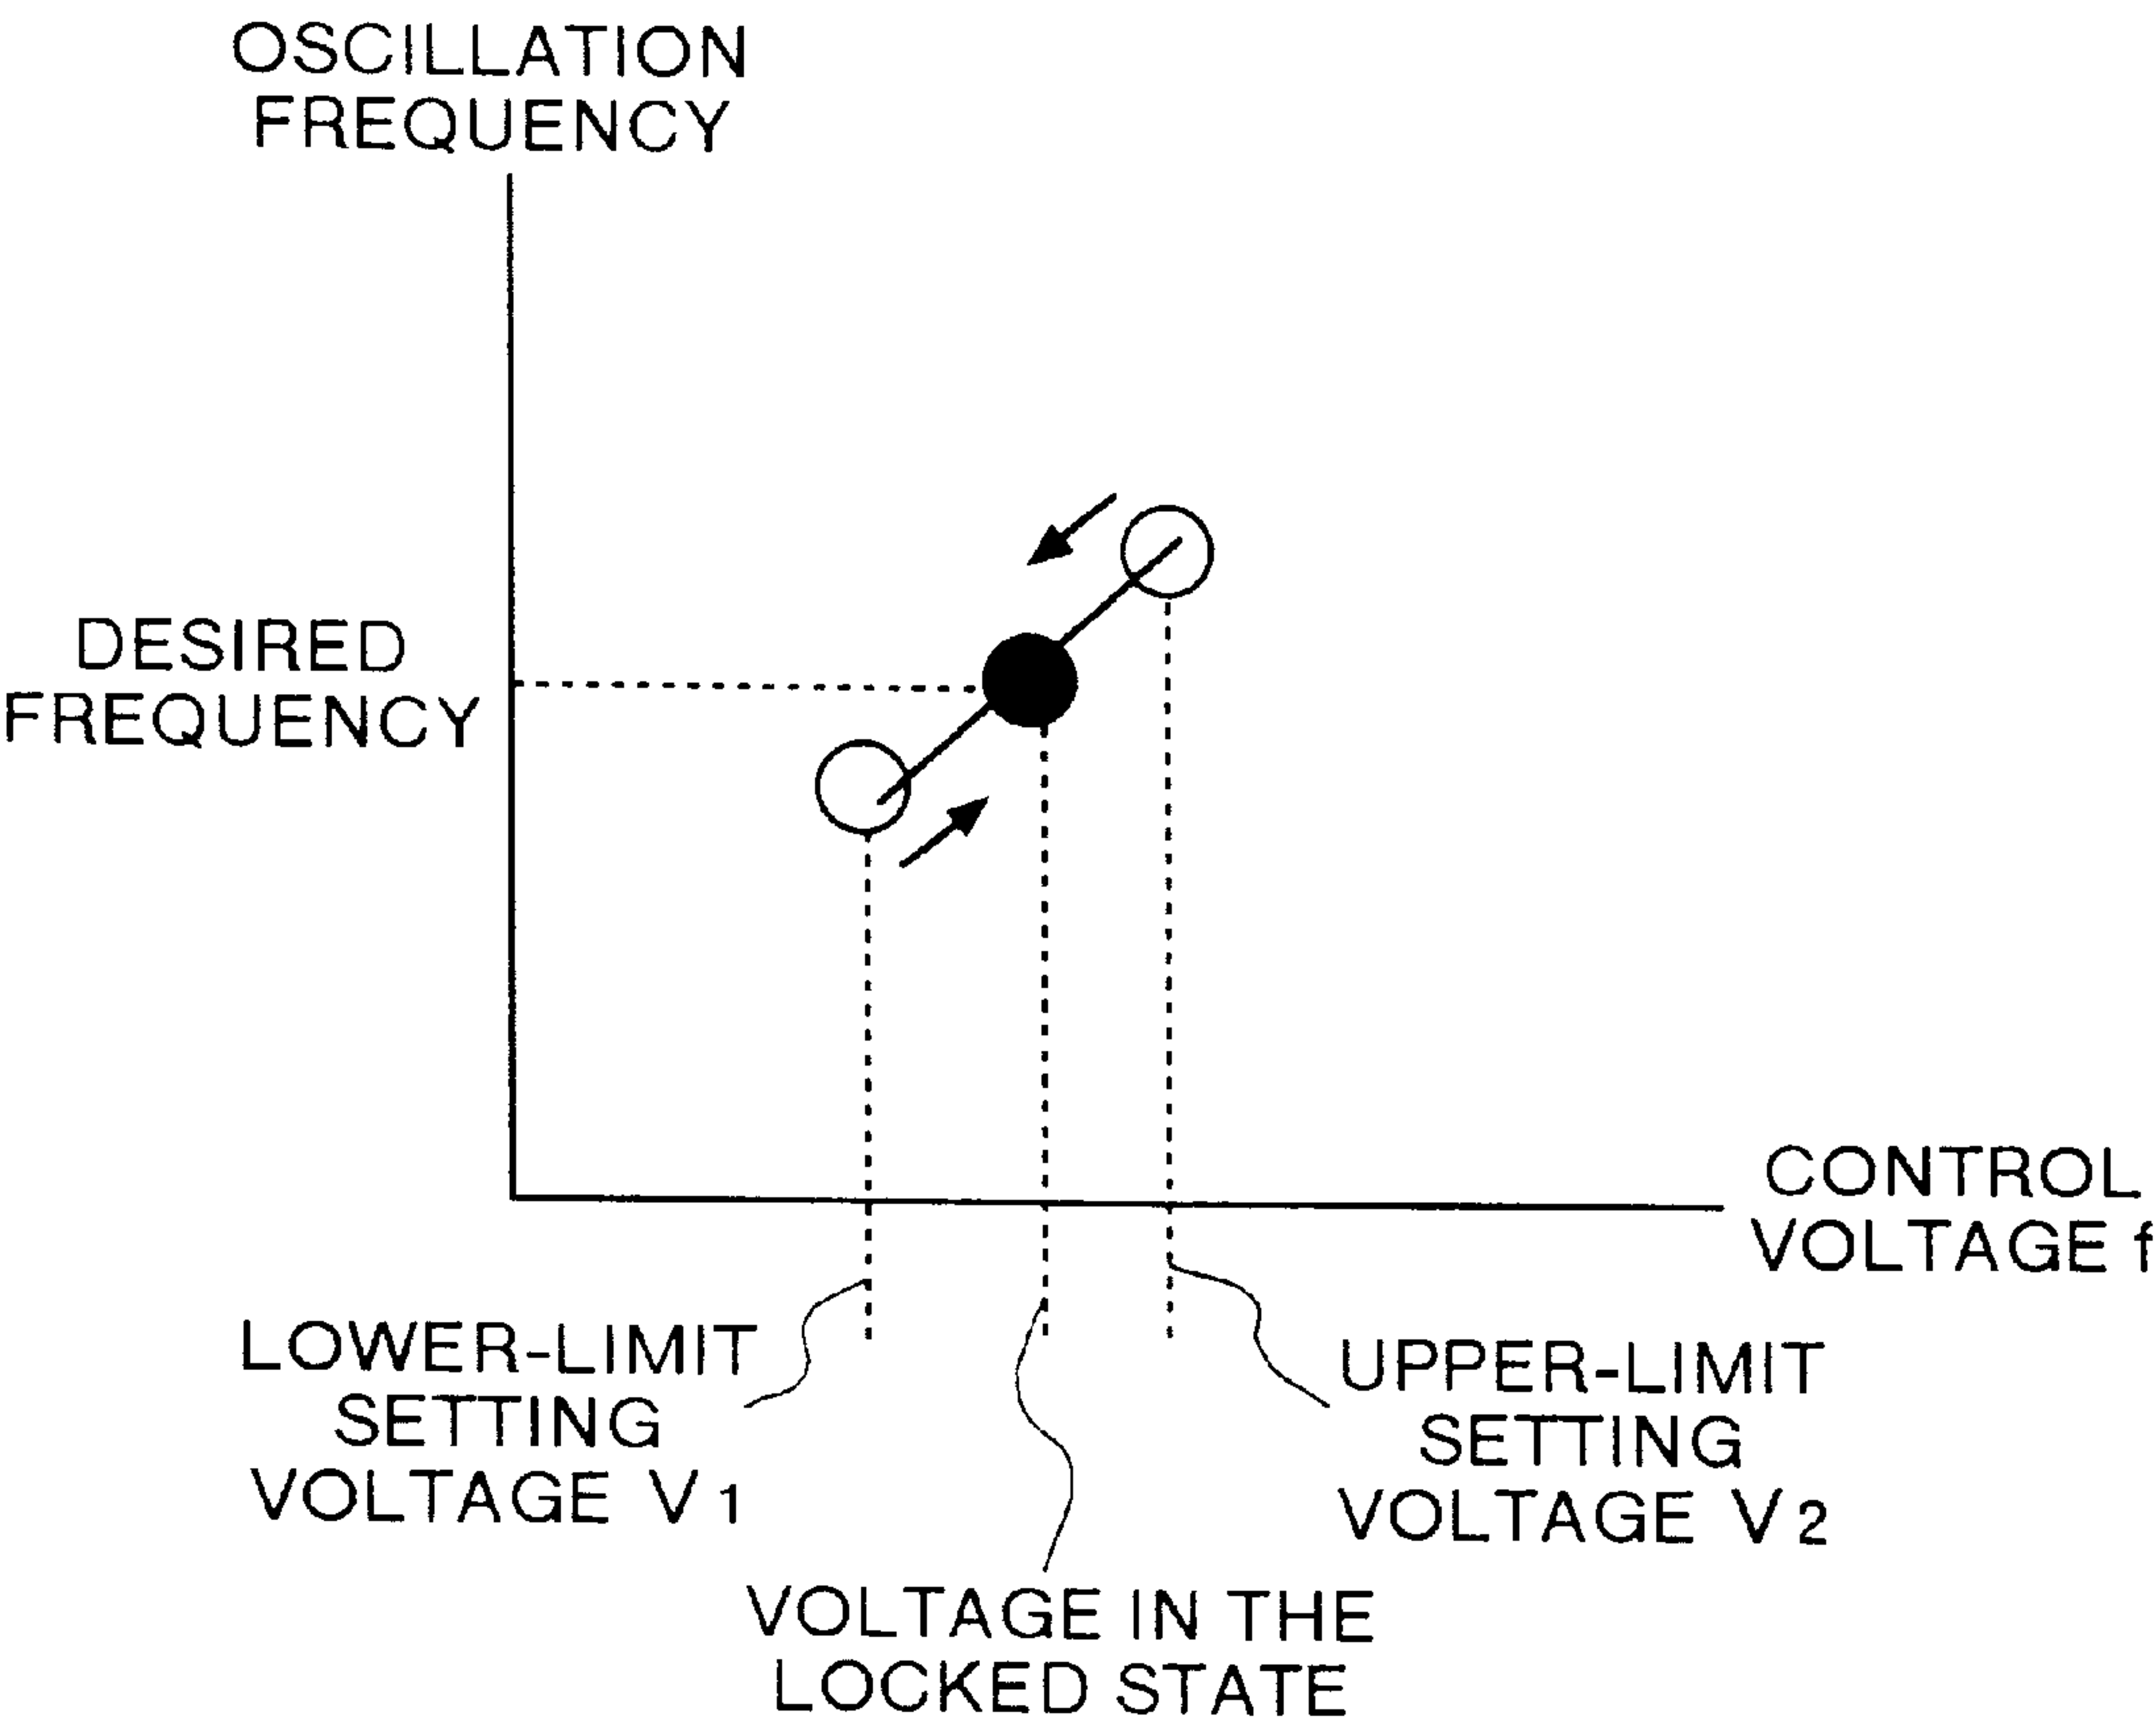 OSCILLATION
FREQUENCY
DESIRED
FREQUENCY
CONTROL
VOLTAGE f
LOWER-LIMIT
SETTING
VOLTAGE V1
UPPER-LIMIT
SETTING
VOLTAGE V2
VOLTAGE IN THE
LOCKED STATE